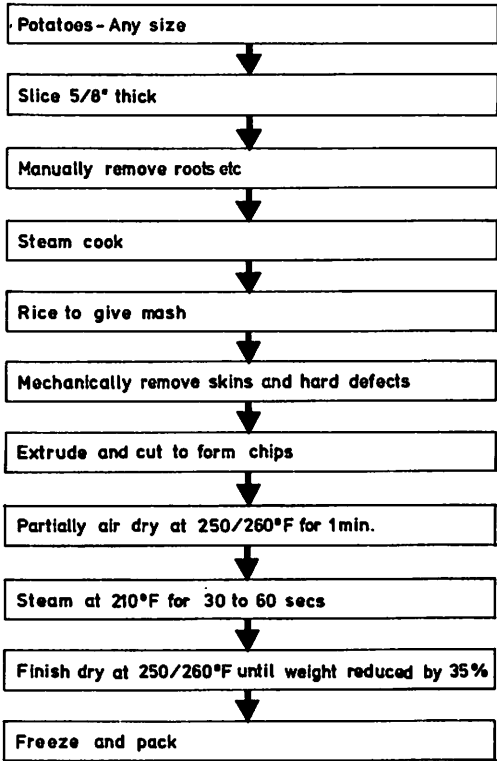 Potatoes - Any size
Slice 5/8" thick
Manually remove roots etc
Steam cook
Rice to give mash
Mechanically remove skins and hard defects
Extrude and cut to form chips
Partially air dry at 250/260°F for 1min.
Steam at 210°F for 30 to 60 secs
Finish dry at 250/260°F until weight reduced by 35%
Freeze and pack